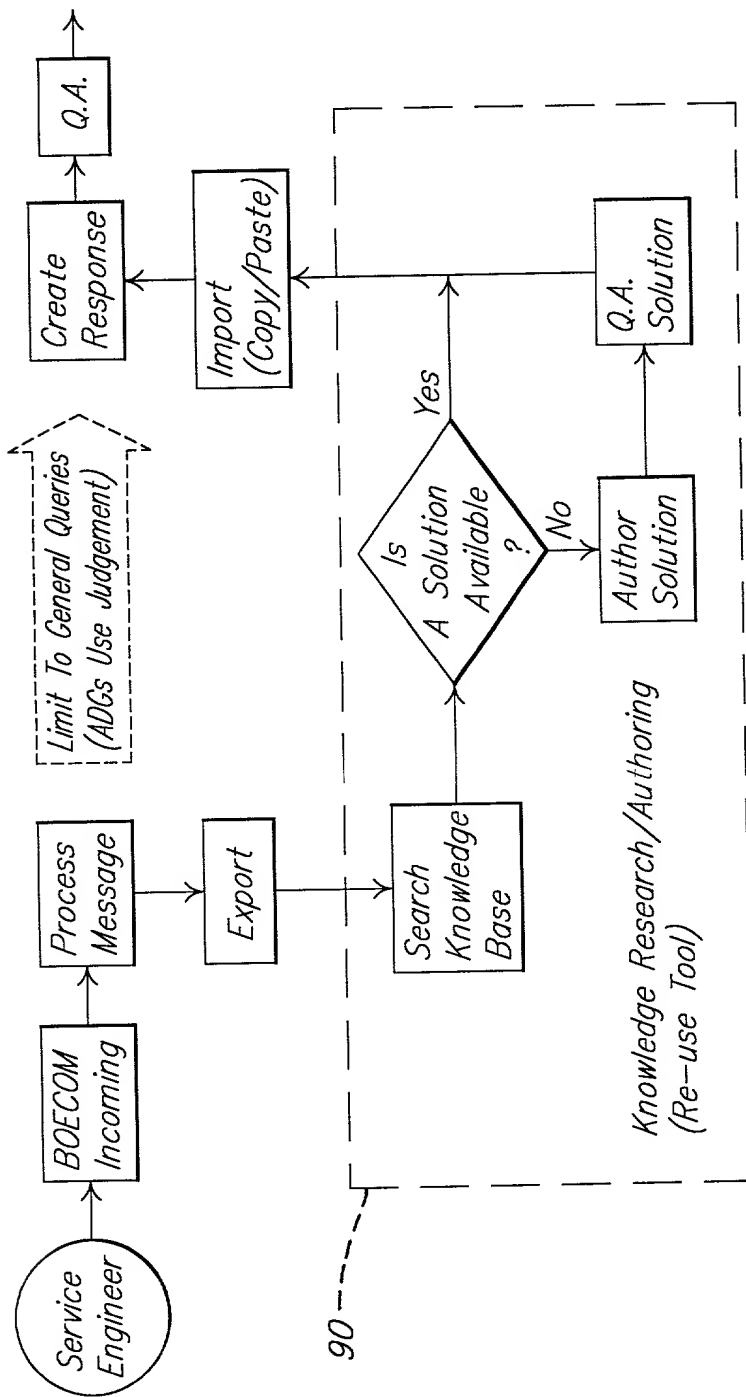 Service
Engineer
BOECOM
Incoming
Process
Message
Export
Limit To General Queries
(ADGs Use Judgement)
Create
Response
Q.A.
Import
(Copy/Paste)
90
Search
Knowledge
Base
Is
A Solution
Available
?
Yes
No
Author
Solution
Q.A.
Solution
Knowledge Research/Authoring
(Re-use Tool)